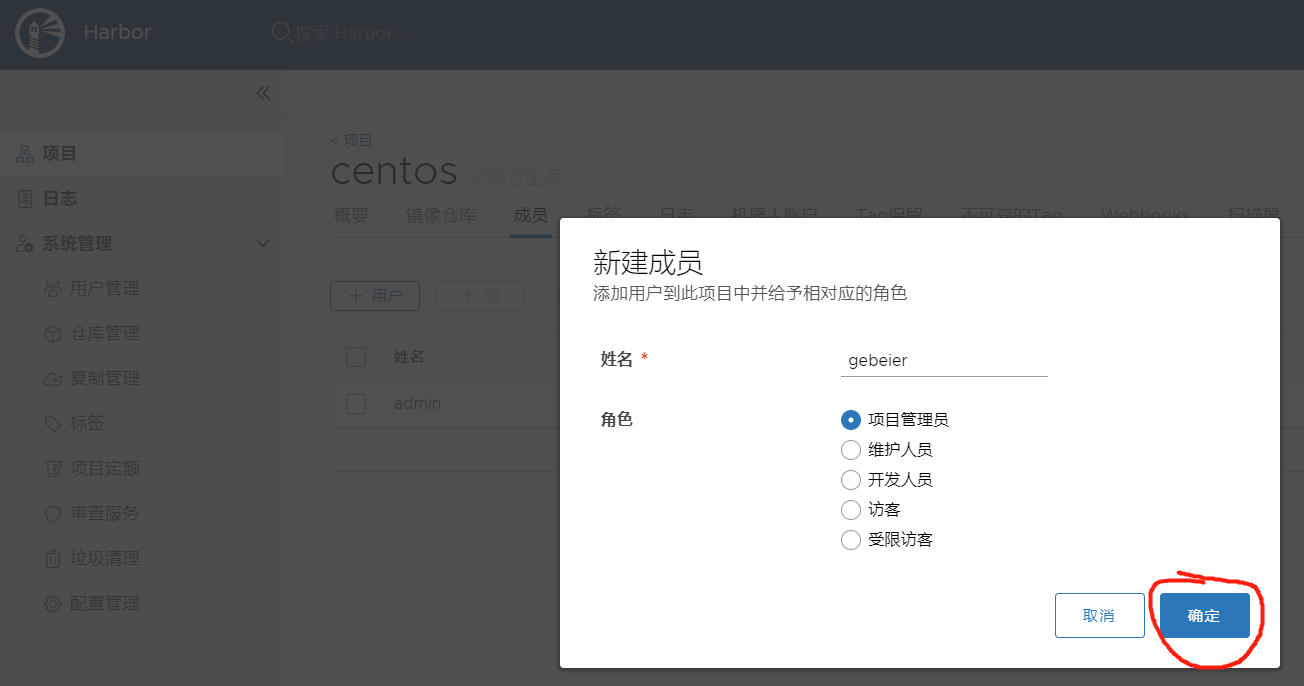 Harbor
搜索 Harbor...
项目
日志
系统管理
用户管理
仓库管理
复制管理
标签
项目定额
审查服务
垃圾清理
配置管理
< 项目
centos 系统管理员
概要 镜像仓库 成员 标签 日志 机器人账户 Tag保留 不可变的Tag Webhooks 扫描器
+ 用户 + 组
姓名
admin
新建成员
添加用户到此项目中并给予相对应的角色
姓名 * gebeier
角色 项目管理员
维护人员
开发人员
访客
受限访客
取消 确定